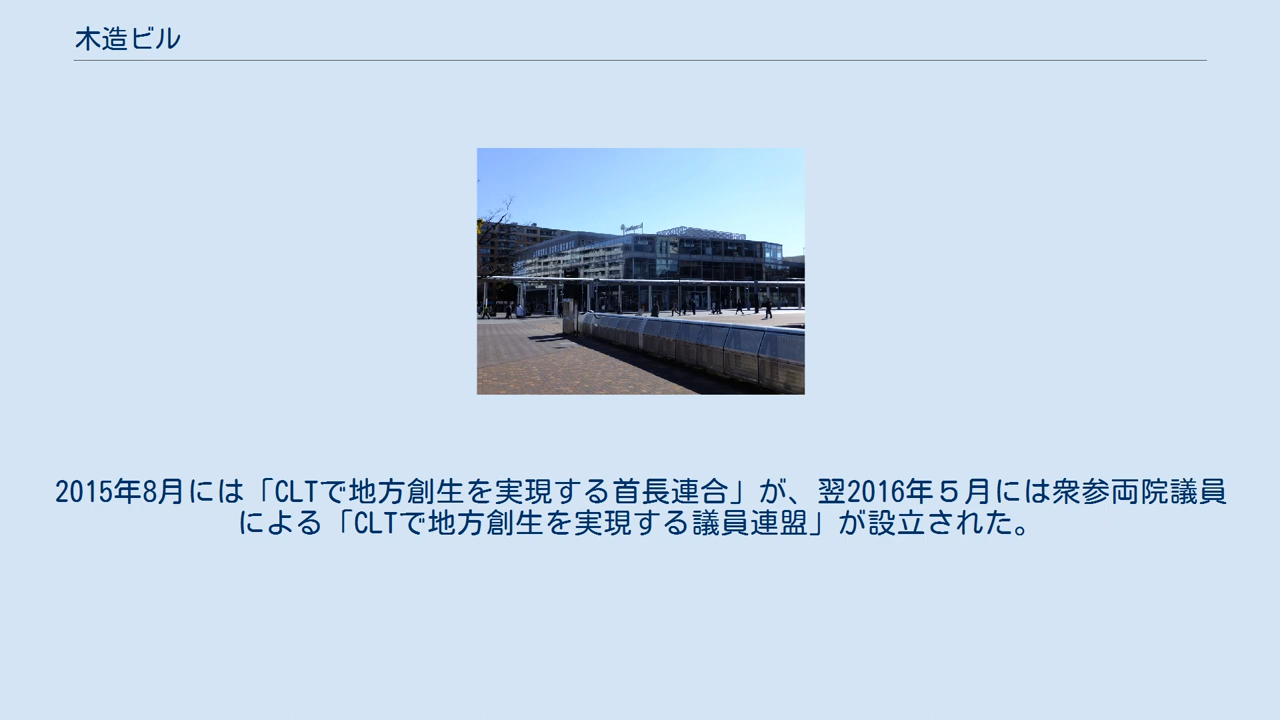 木造ビル
2015年8月には「CLTで地方創生を実現する首長連合」が、翌2016年５月には衆参両院議員
による「CLTで地方創生を実現する議員連盟」が設立された。